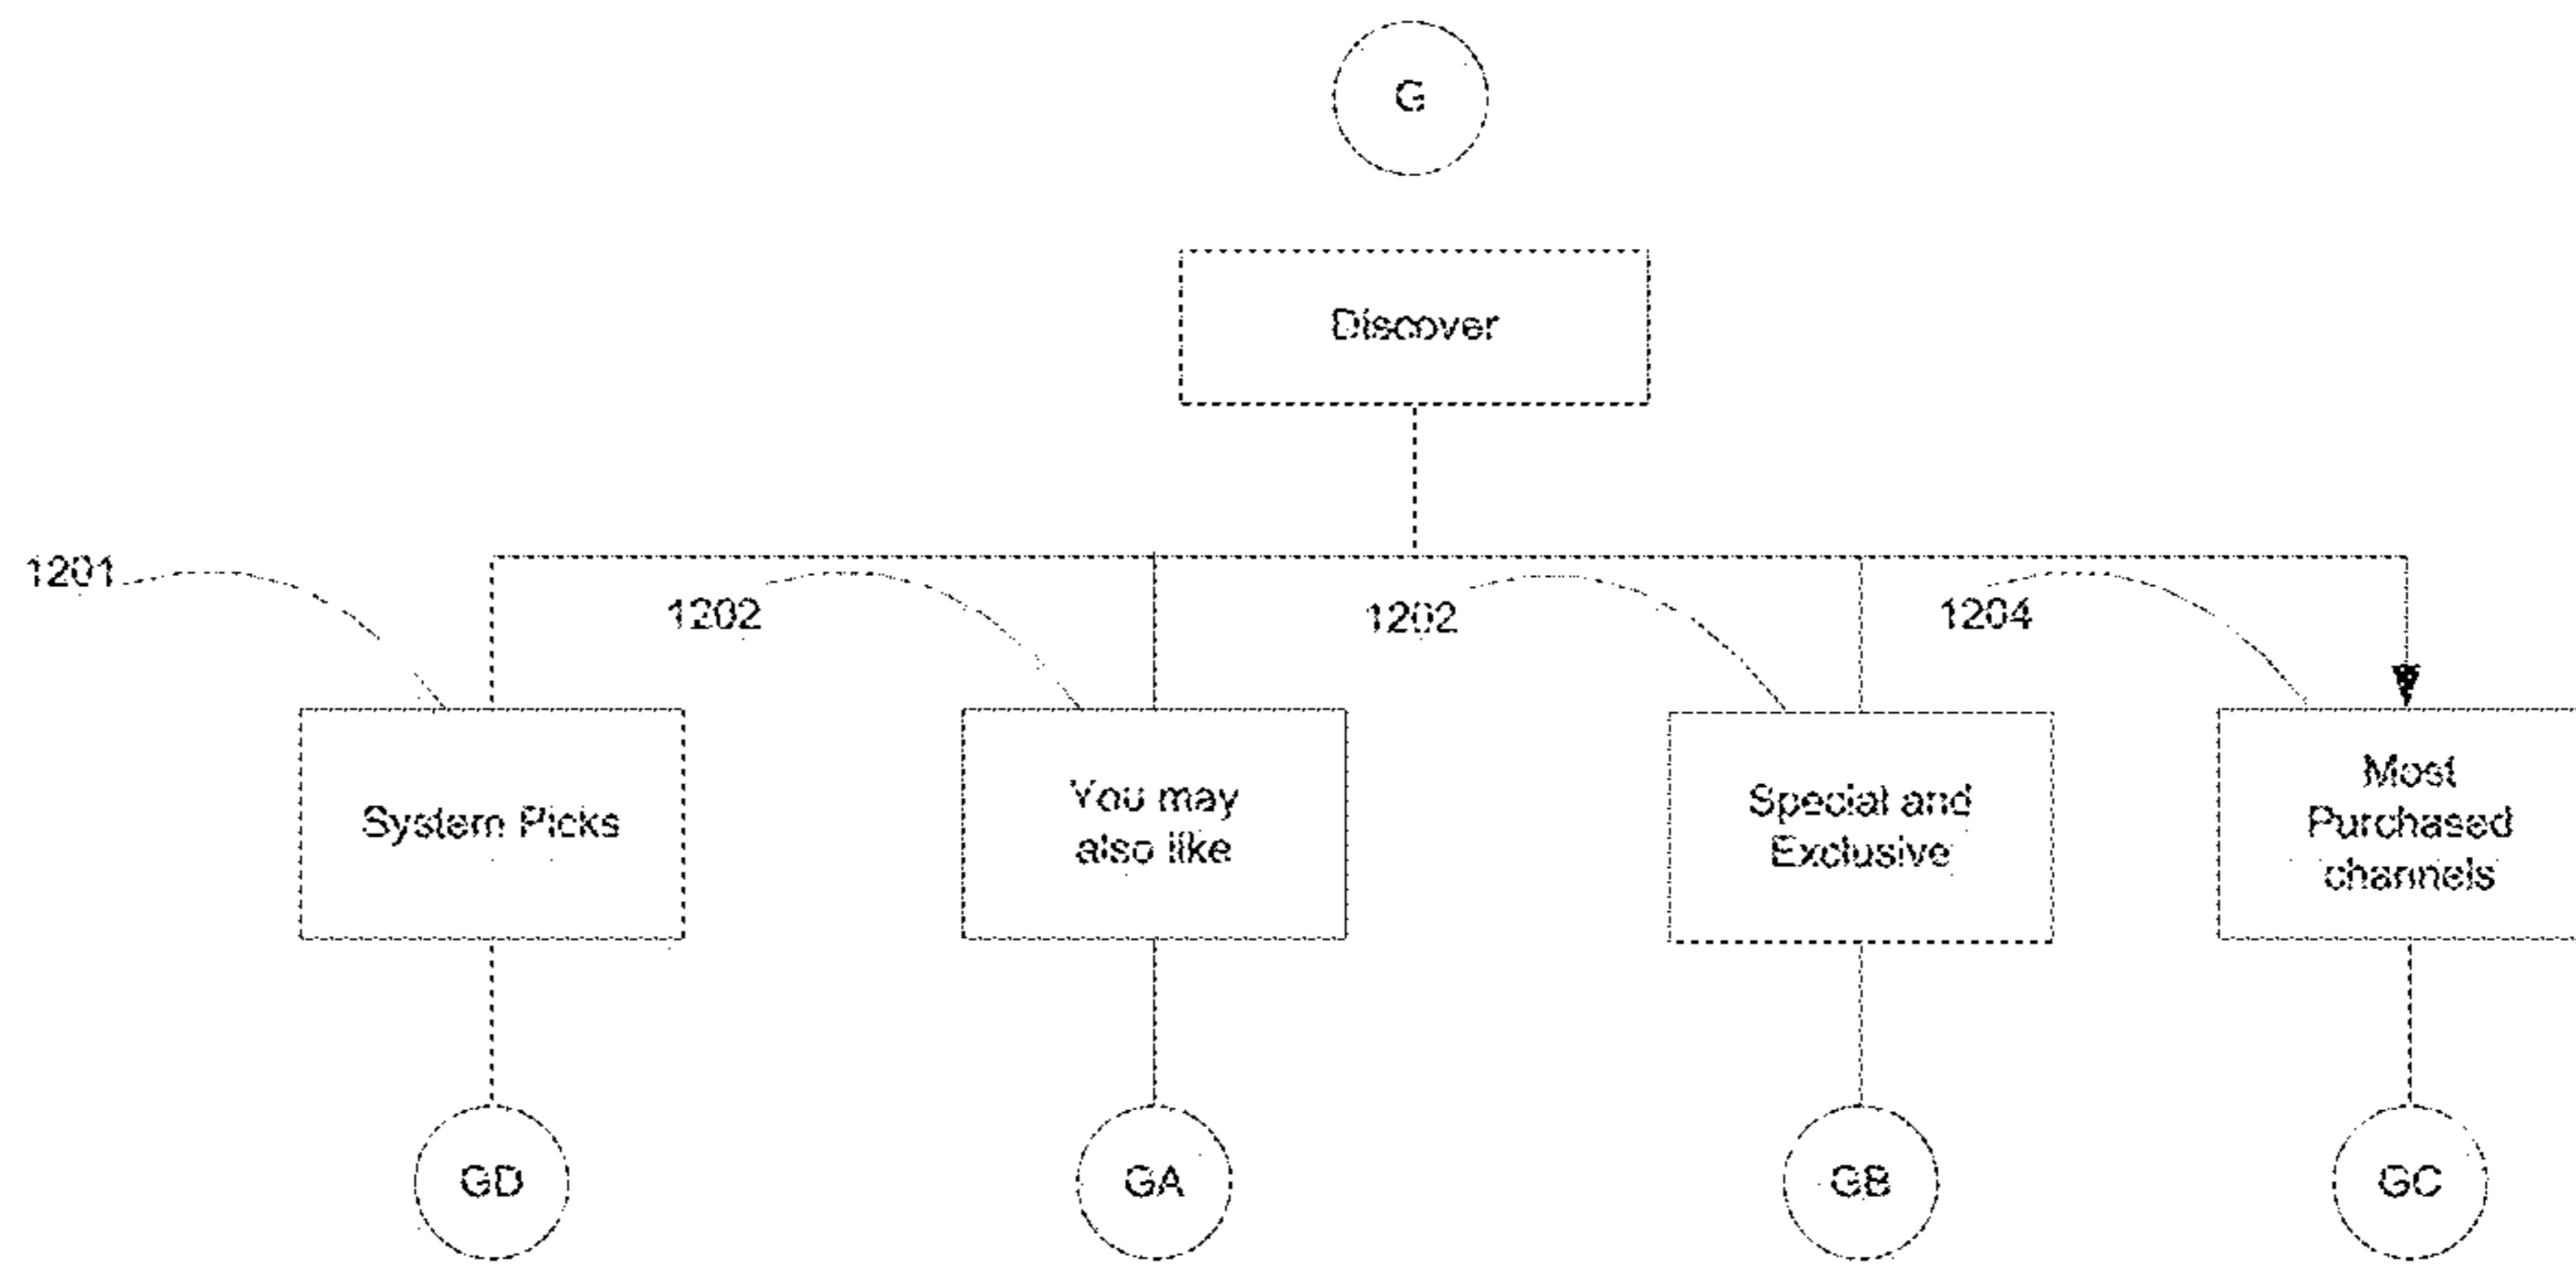 G
Discover
1201
1202
1202
1204
System Picks
You may
also like
Special and
Exclusive
Most
Purchased
channels
GD
GA
GB
GC